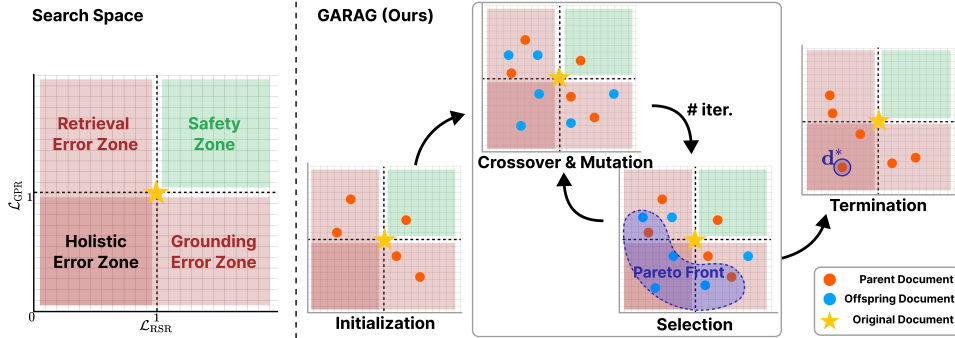 Search Space
GARAG (Ours)
Retrieval
Error Zone
Safety
Zone
Holistic
Error Zone
Grounding
Error Zone
ℒGPR
1
0
1
ℒRSR
Initialization
Crossover & Mutation
# iter.
Pareto Front
Selection
d*
Termination
Parent Document
Offspring Document
Original Document